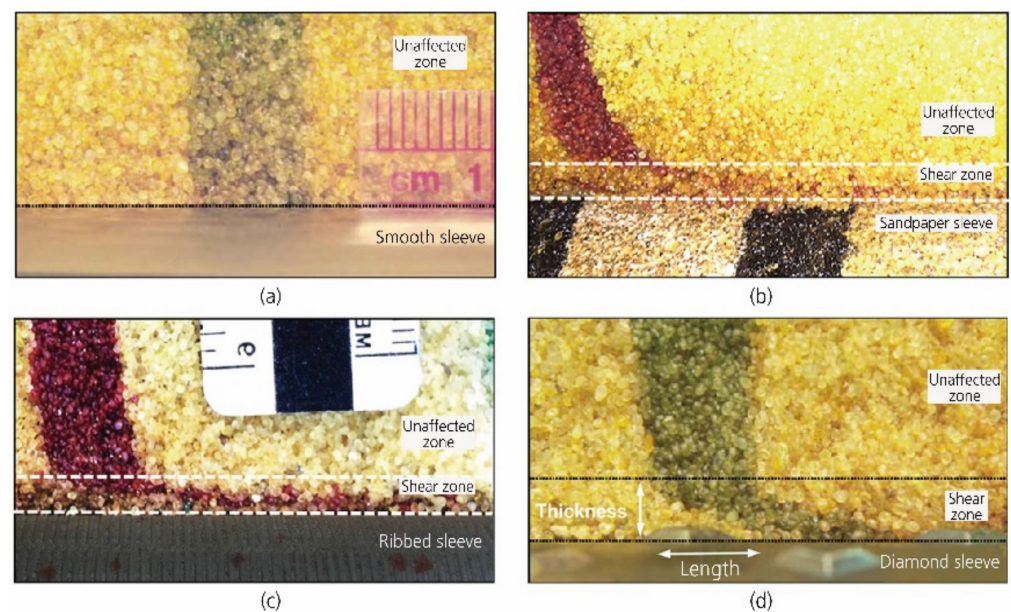 Unaffected
zone
cm 1
Smooth sleeve
(a)
Unaffected
zone
Shear zone
Sandpaper sleeve
(b)
e
BM
Unaffected
zone
Shear zone
Ribbed sleeve
(c)
Unaffected
zone
Thickness
Shear
zone
Length
Diamond sleeve
(d)